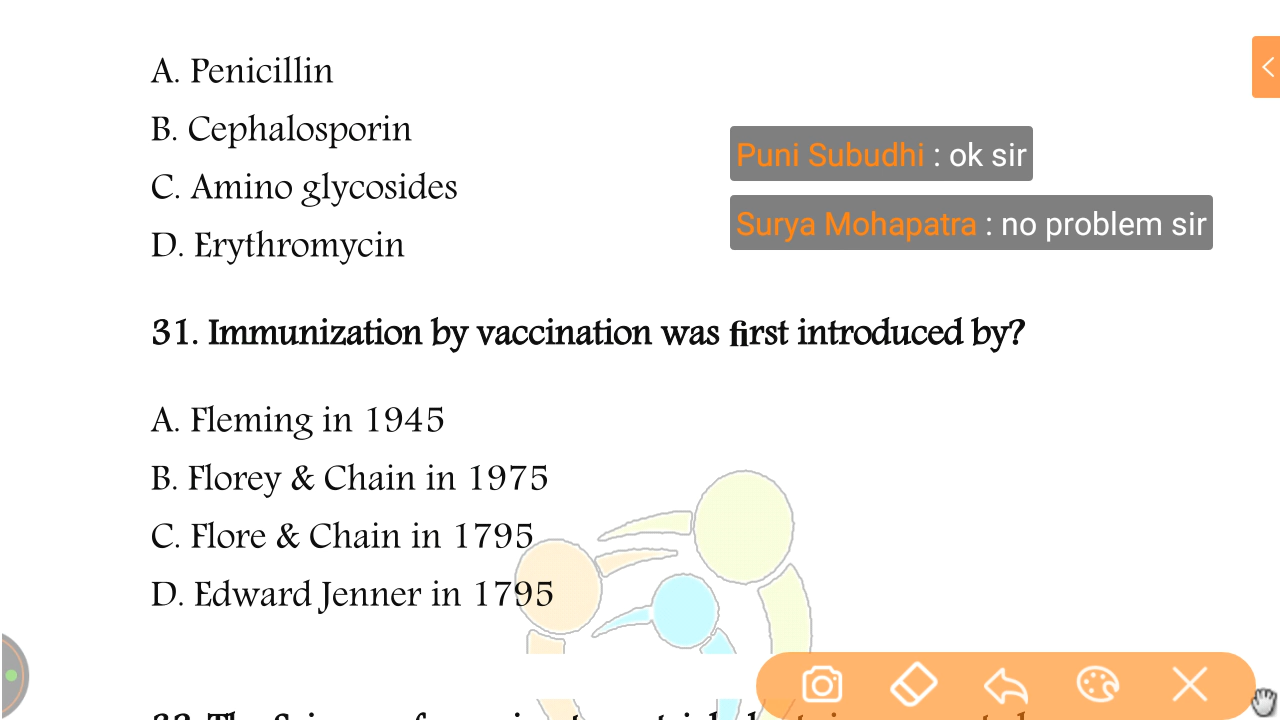 A. Penicillin
B. Cephalosporin
C. Amino glycosides
D. Erythromycin
Puni Subudhi : ok sir
Surya Mohapatra : no problem sir
31. Immunization by vaccination was first introduced by?
A. Fleming in 1945
B. Florey & Chain in 1975
C. Flore & Chain in 1795
D. Edward Jenner in 1795